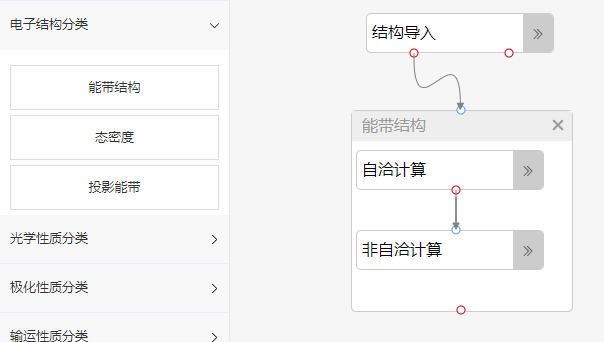 电子结构分类
能带结构
态密度
投影能带
光学性质分类
极化性质分类
输运性质分类
结构导入
能带结构
自洽计算
非自洽计算